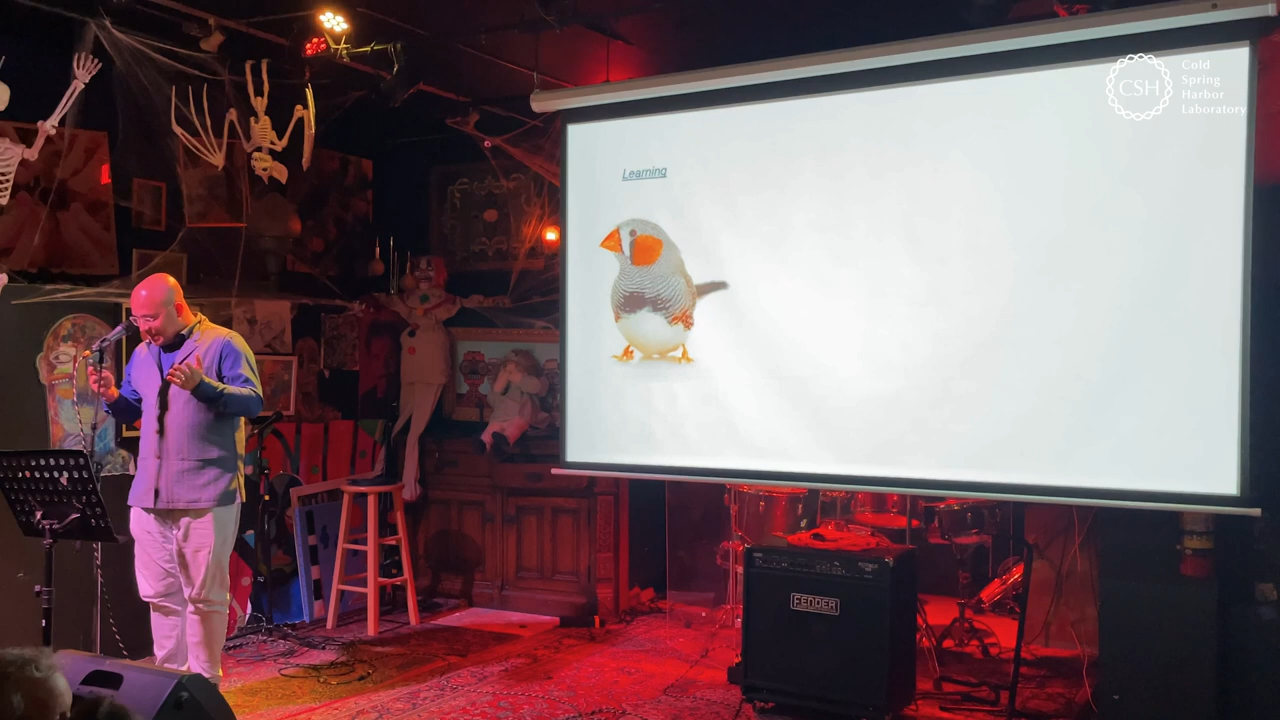 Learning
CSH
Cold
Spring
Harbor
Laboratory
FENDER